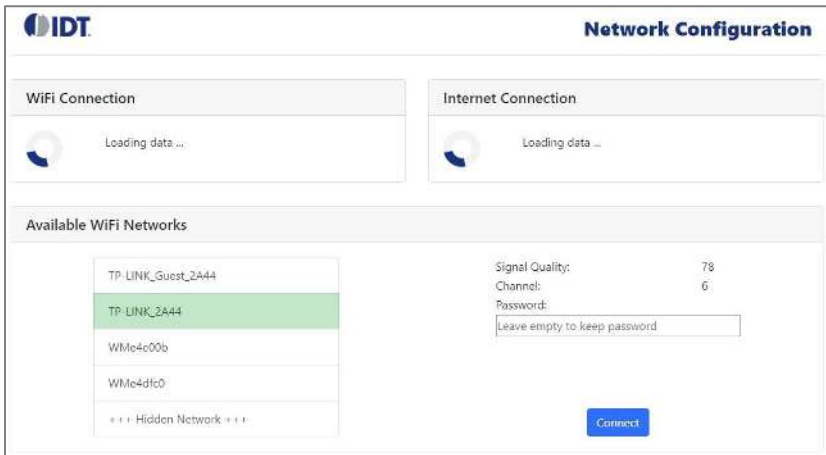 IDT.
Network Configuration
WiFi Connection
Internet Connection
Loading data ...
Loading data ...
Available WiFi Networks
TP-LINK_Guest_2A44
TP-LINK_2A44
WMe4e00b
WMe4dfc0
+++ Hidden Network +++
Signal Quality: 78
Channel: 6
Password:
Leave empty to keep password
Connect